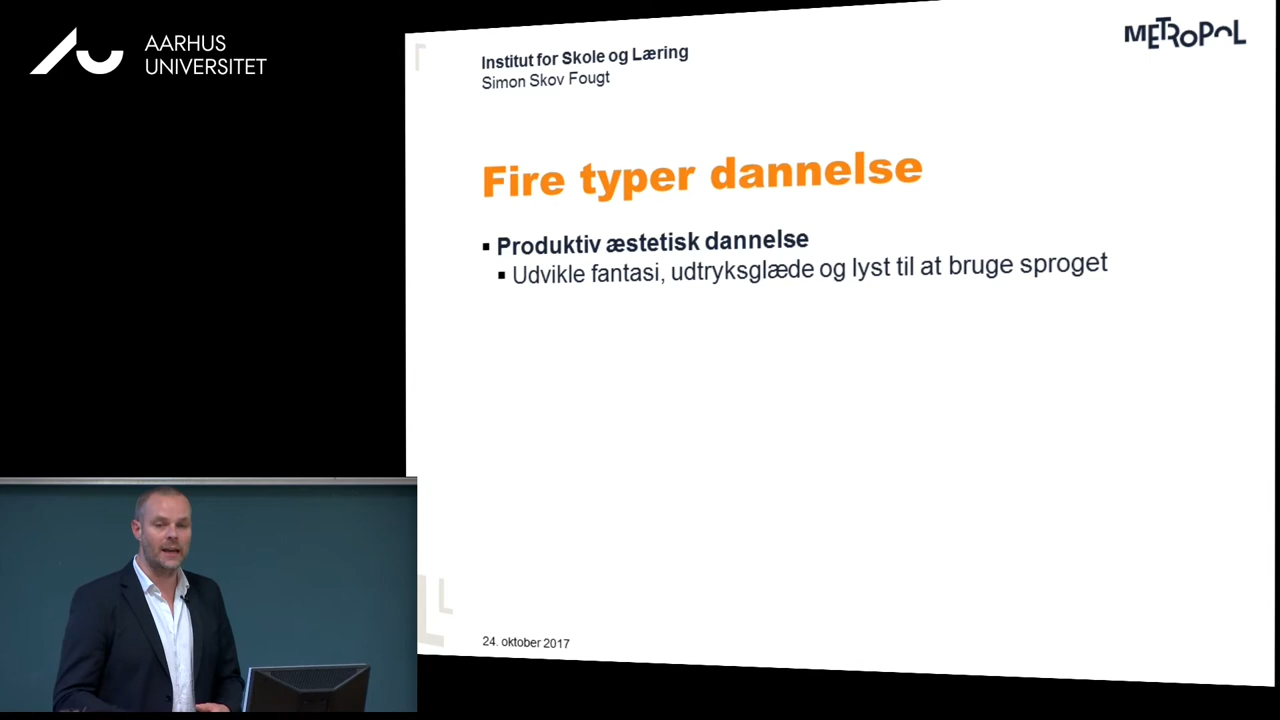 AARHUS
UNIVERSITET
Institut for Skole og Læring
Simon Skov Fougt
METROPOL
Fire typer dannelse
▪ Produktiv æstetisk dannelse
▪ Udvikle fantasi, udtryksglæde og lyst til at bruge sproget
24. oktober 2017